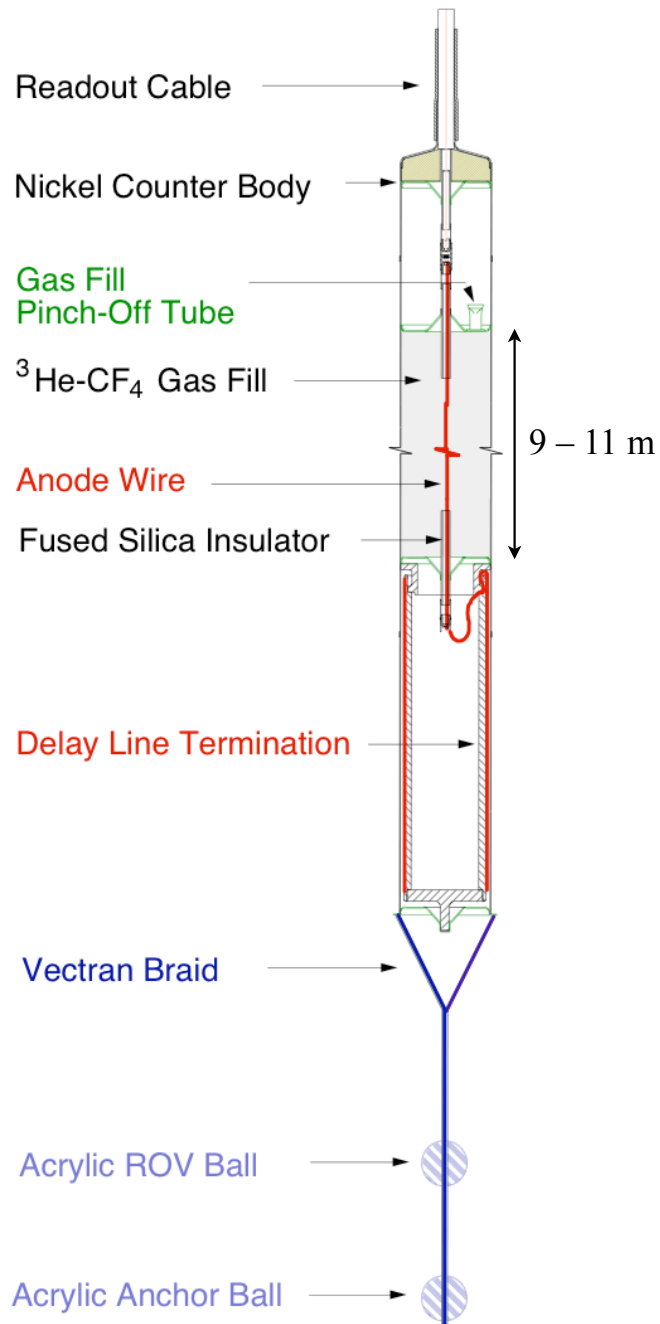 Readout Cable
Nickel Counter Body
Gas Fill
Pinch-Off Tube
³He-CF₄ Gas Fill
9 – 11 m
Anode Wire
Fused Silica Insulator
Delay Line Termination
Vectran Braid
Acrylic ROV Ball
Acrylic Anchor Ball